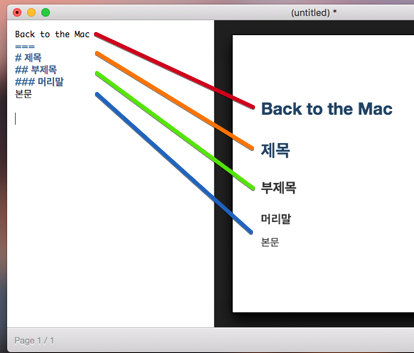 (untitled) *
Back to the Mac
===
# 제목
## 부제목
### 머리말
본문
Back to the Mac
제목
부제목
머리말
본문
Page 1 / 1